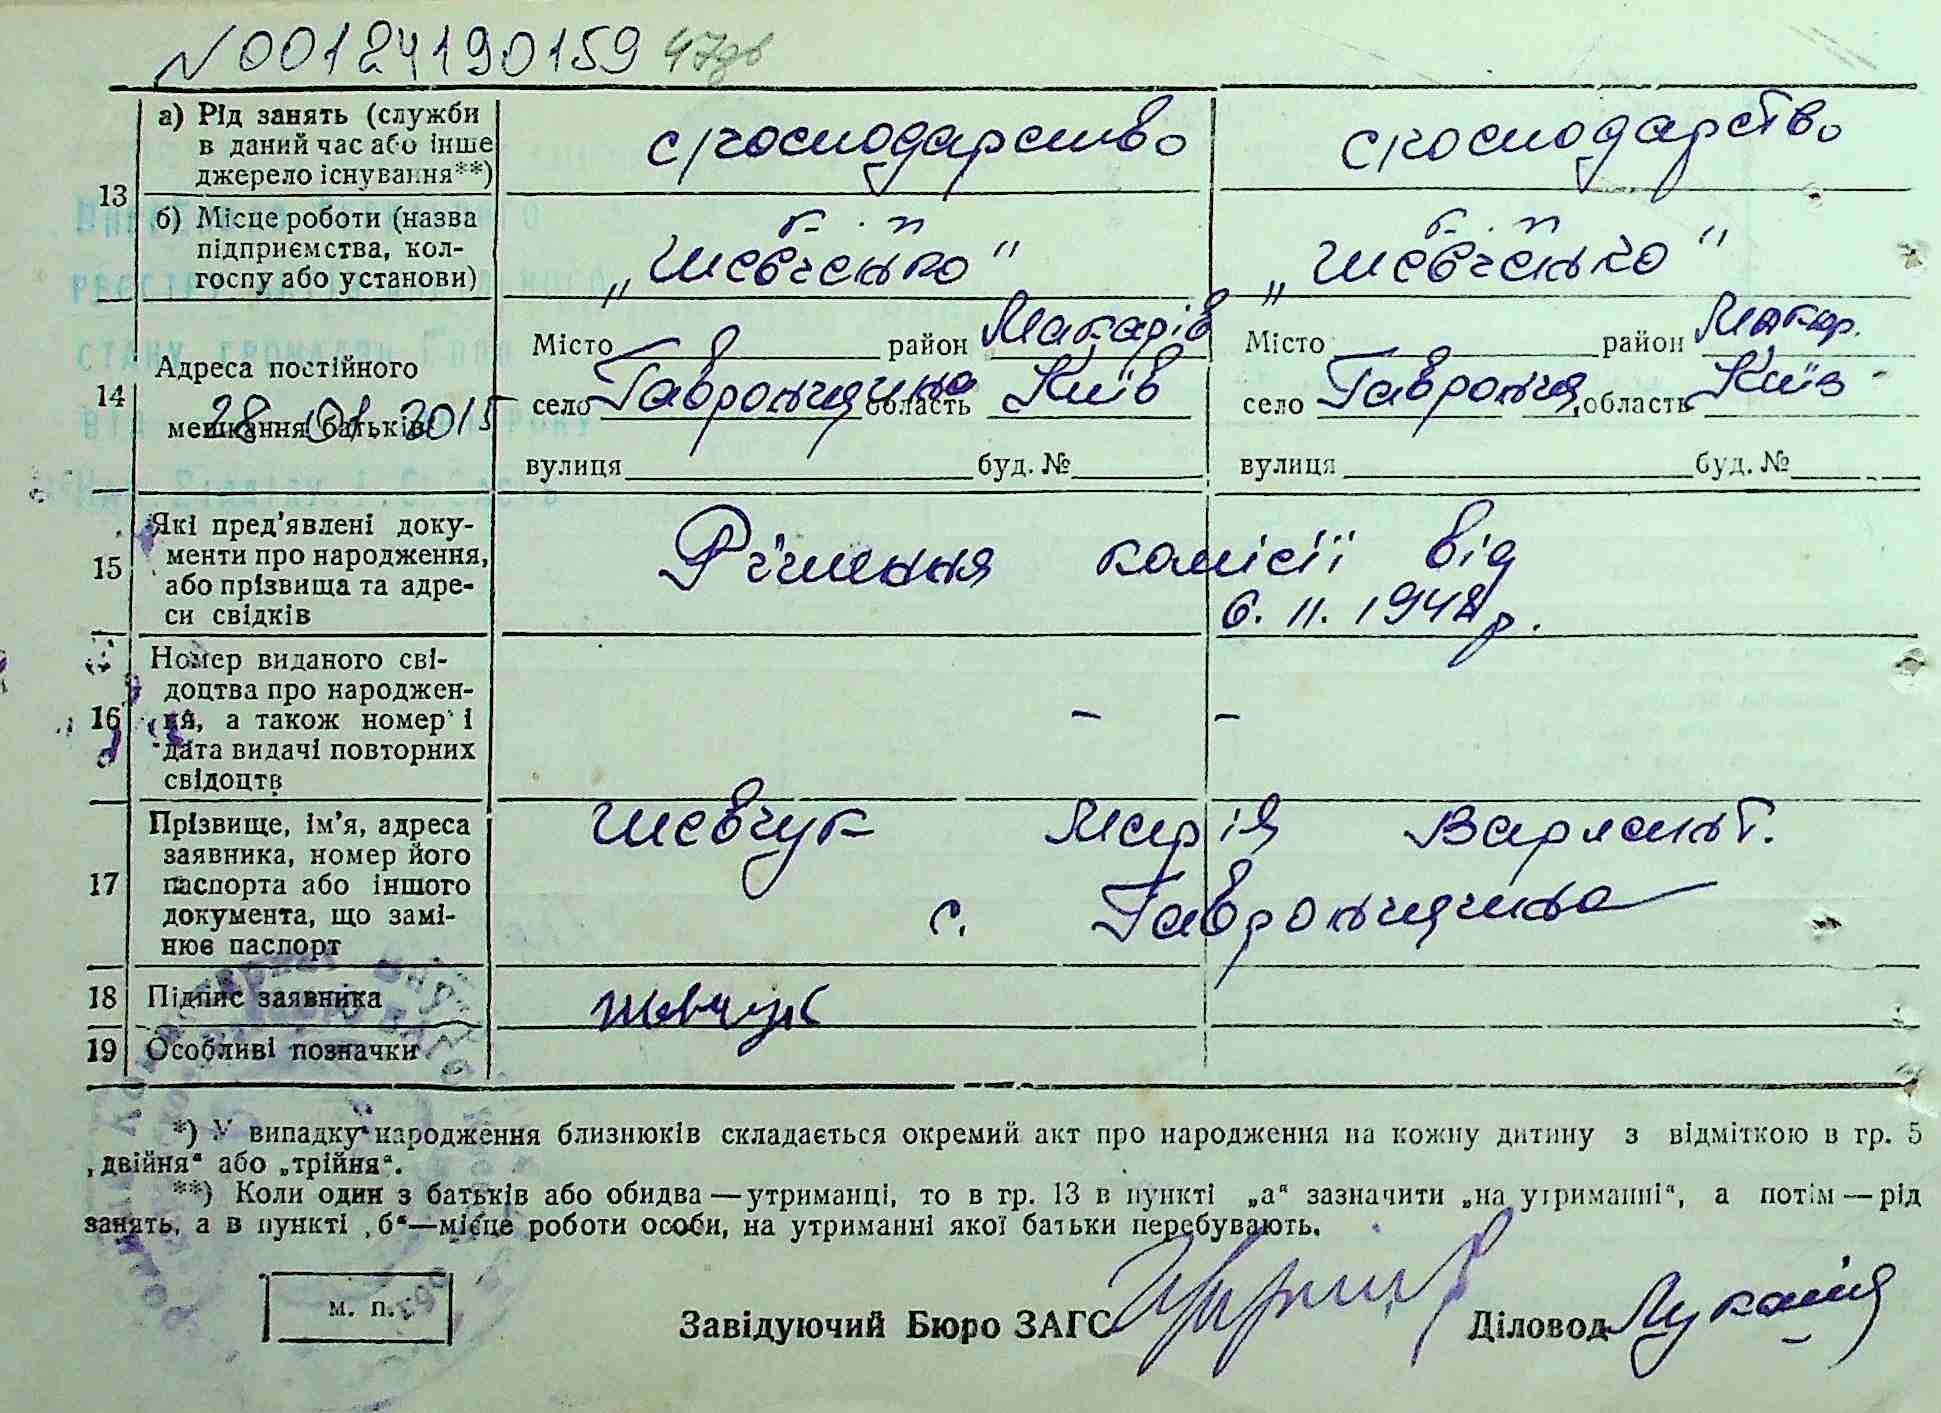 N 00124190159 47дв
13
а) Рід занять (служби в даний час або інше джерело існування**)
с/господарство
с/господарство
б) Місце роботи (назва підприємства, колгоспу або установи)
к-п „Шевченко"
к-п „Шевченко"
14
Адреса постійного мешкання батьків
28.01.2015
Місто район Макарів
село Гавронщина область Київ
вулиця буд. №
Місто район Макар.
село Гавронщ. область Київ
вулиця буд. №
15
Які пред'явлені документи про народження, або прізвища та адреси свідків
Рішення комісії від
6. II. 1948 р.
16
Номер виданого свідоцтва про народження, а також номер і дата видачі повторних свідоцтв
– –
17
Прізвище, ім'я, адреса заявника, номер його паспорта або іншого документа, що замінює паспорт
Шевчук Марія Варлант.
с. Гавронщина
18 Підпис заявника Шевчук
19 Особливі позначки
*) У випадку народження близнюків складається окремий акт про народження на кожну дитину з відміткою в гр. 5
„двійня" або „трійня".
**) Коли один з батьків або обидва — утриманці, то в гр. 13 в пункті „а" зазначити „на утриманні", а потім — рід
занять, а в пункті „б" — місце роботи особи, на утриманні якої батьки перебувають.
м. п.
Завідуючий Бюро ЗАГС
Діловод